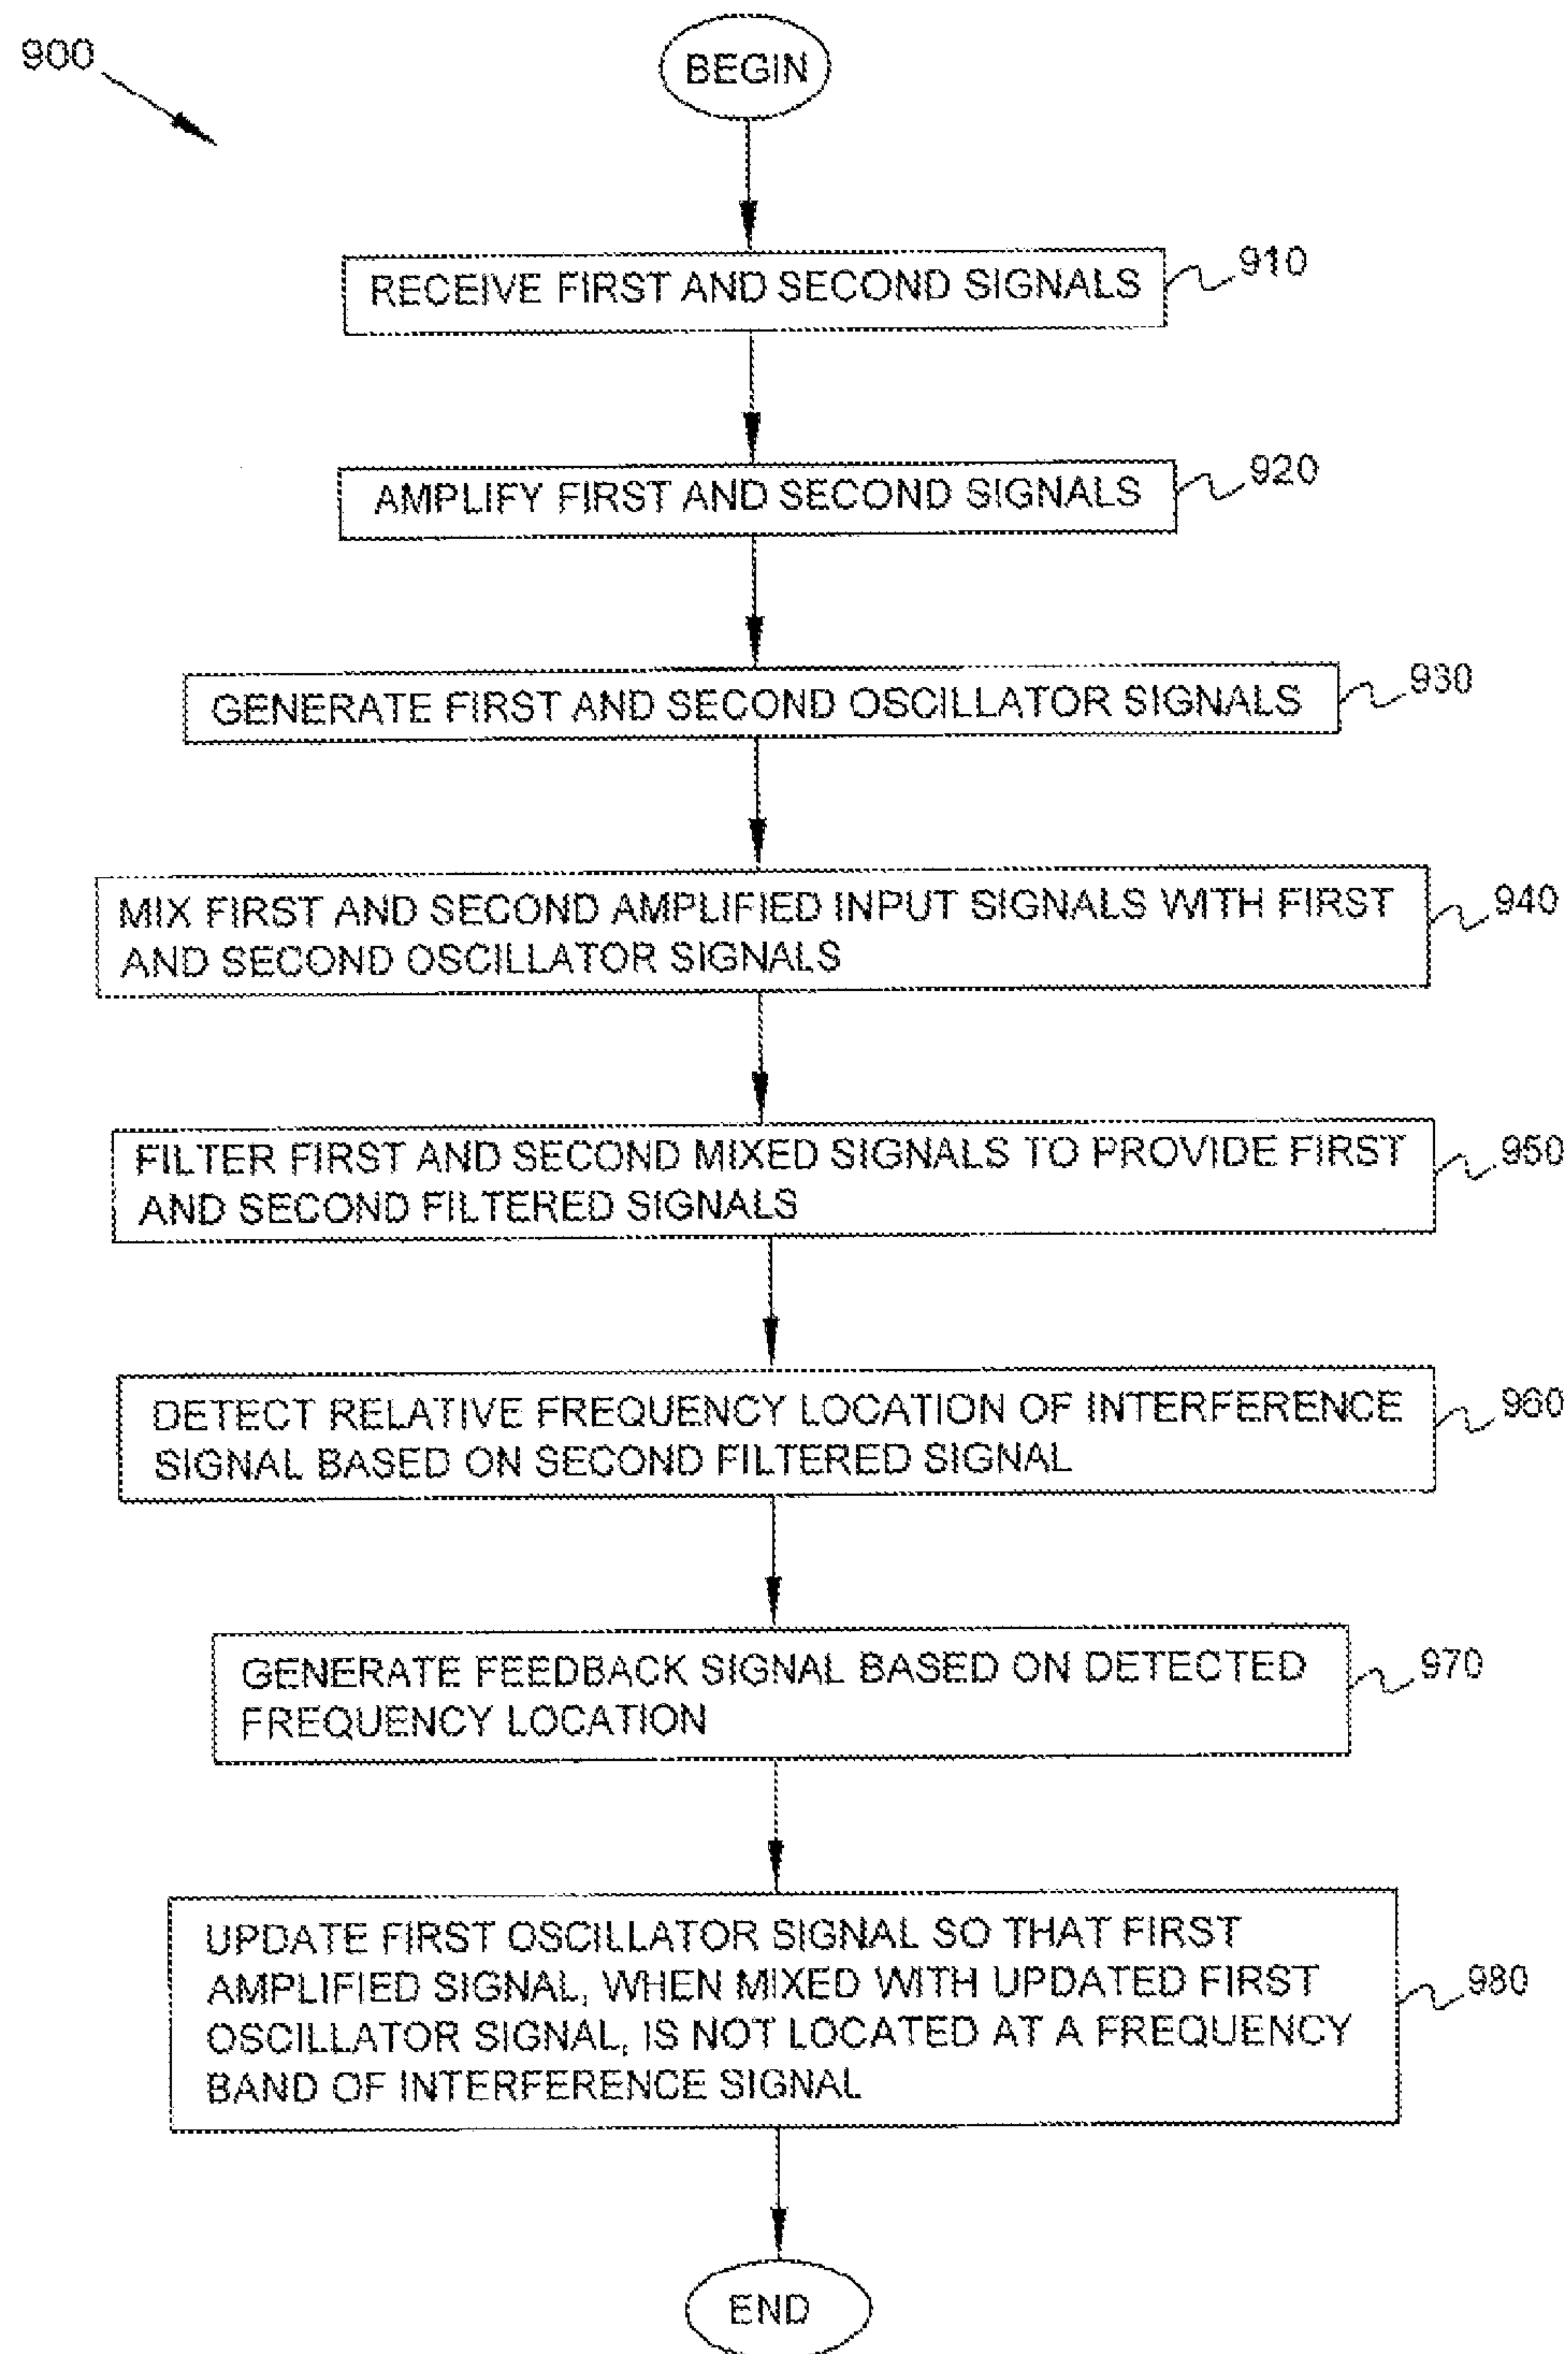 900
BEGIN
RECEIVE FIRST AND SECOND SIGNALS
910
AMPLIFY FIRST AND SECOND SIGNALS
920
GENERATE FIRST AND SECOND OSCILLATOR SIGNALS
930
MIX FIRST AND SECOND AMPLIFIED INPUT SIGNALS WITH FIRST
AND SECOND OSCILLATOR SIGNALS
940
FILTER FIRST AND SECOND MIXED SIGNALS TO PROVIDE FIRST
AND SECOND FILTERED SIGNALS
950
DETECT RELATIVE FREQUENCY LOCATION OF INTERFERENCE
SIGNAL BASED ON SECOND FILTERED SIGNAL
960
GENERATE FEEDBACK SIGNAL BASED ON DETECTED
FREQUENCY LOCATION
970
UPDATE FIRST OSCILLATOR SIGNAL SO THAT FIRST
AMPLIFIED SIGNAL, WHEN MIXED WITH UPDATED FIRST
OSCILLATOR SIGNAL, IS NOT LOCATED AT A FREQUENCY
BAND OF INTERFERENCE SIGNAL
980
END